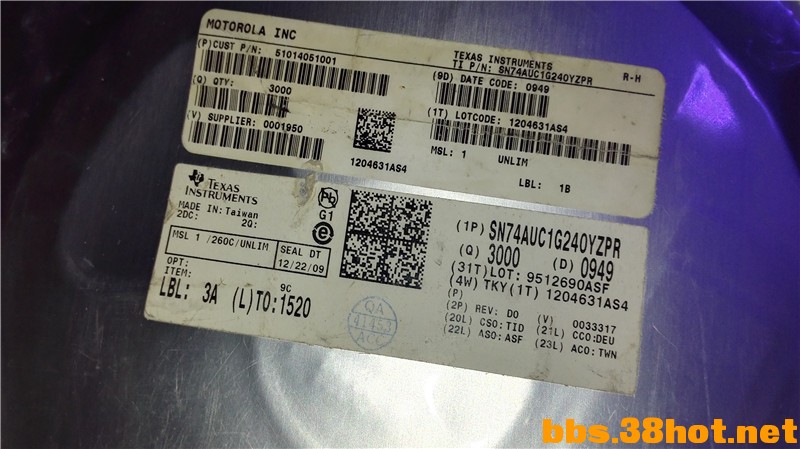 MOTOROLA INC
TEXAS INSTRUMENTS
(P)CUST P/N: 51014051001
TI P/N: SN74AUC1G240YZPR
R-H
(9D) DATE CODE: 0949
(Q) QTY: 3000
(1T) LOTCODE: 1204631AS4
(V) SUPPLIER: 0001950
MSL: 1 UNLIM
1204631AS4
LBL: 1B
TEXAS INSTRUMENTS
Pb
G1
e
MADE IN: Taiwan
2DC: 2Q:
MSL 1 /260C/UNLIM
SEAL DT
12/22/09
OPT:
ITEM:
9C
LBL: 3A (L)TO:1520
(1P) SN74AUC1G240YZPR
(Q) 3000 (D) 0949
(31T)LOT: 9512690ASF
(4W) TKY(1T) 1204631AS4
(P)
(2P) REV: D0 (V) 0033317
(20L) CSO:TID (21L) CCO:DEU
(22L) ASO:ASF (23L) ACO:TWN
QA
41453
ACC
bbs.38hot.net